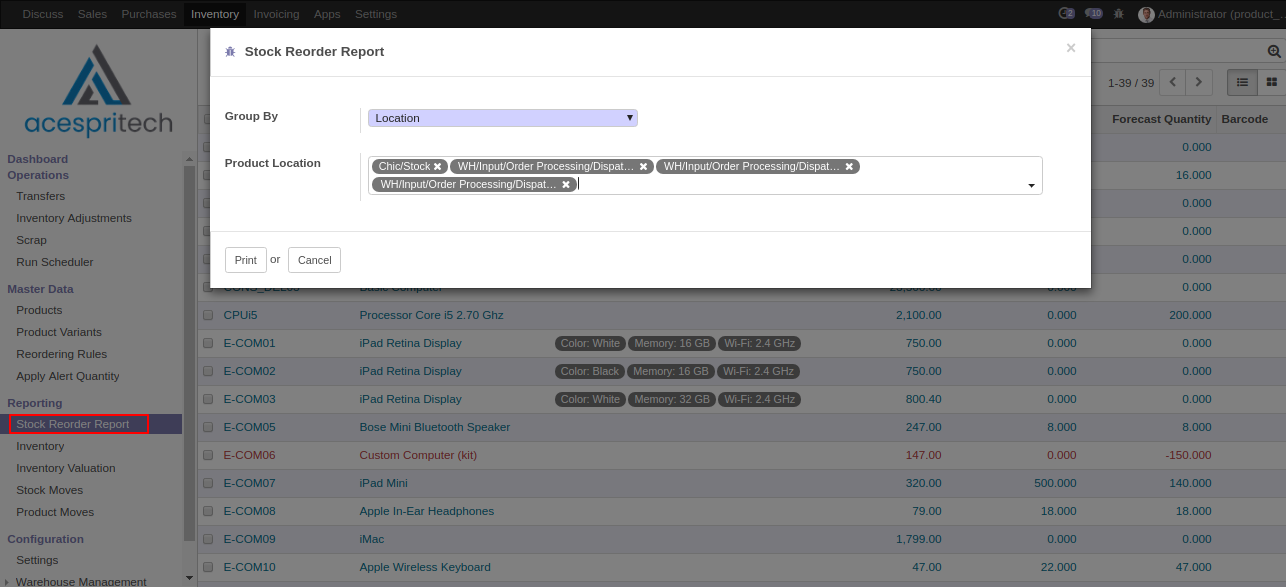 Discuss Sales Purchases Inventory Invoicing Apps Settings 2 10 Administrator (product_...
acespritech
Dashboard
Operations
Transfers
Inventory Adjustments
Scrap
Run Scheduler
Master Data
Products
Product Variants
Reordering Rules
Apply Alert Quantity
Reporting
Stock Reorder Report
Inventory
Inventory Valuation
Stock Moves
Product Moves
Configuration
Settings
Warehouse Management
Stock Reorder Report ×
Group By Location
Product Location Chic/Stock WH/Input/Order Processing/Dispat... WH/Input/Order Processing/Dispat...
WH/Input/Order Processing/Dispat...
Print or Cancel
1-39 / 39
Forecast Quantity Barcode
0.000
16.000
0.000
0.000
0.000
Basic Computer 0.000 0.000
CPUi5 Processor Core i5 2.70 Ghz 2,100.00 0.000 200.000
E-COM01 iPad Retina Display Color: White Memory: 16 GB Wi-Fi: 2.4 GHz 750.00 0.000 0.000
E-COM02 iPad Retina Display Color: Black Memory: 16 GB Wi-Fi: 2.4 GHz 750.00 0.000 0.000
E-COM03 iPad Retina Display Color: White Memory: 32 GB Wi-Fi: 2.4 GHz 800.40 0.000 0.000
E-COM05 Bose Mini Bluetooth Speaker 247.00 8.000 8.000
E-COM06 Custom Computer (kit) 147.00 0.000 -150.000
E-COM07 iPad Mini 320.00 500.000 140.000
E-COM08 Apple In-Ear Headphones 79.00 18.000 18.000
E-COM09 iMac 1,799.00 0.000 0.000
E-COM10 Apple Wireless Keyboard 47.00 22.000 47.000